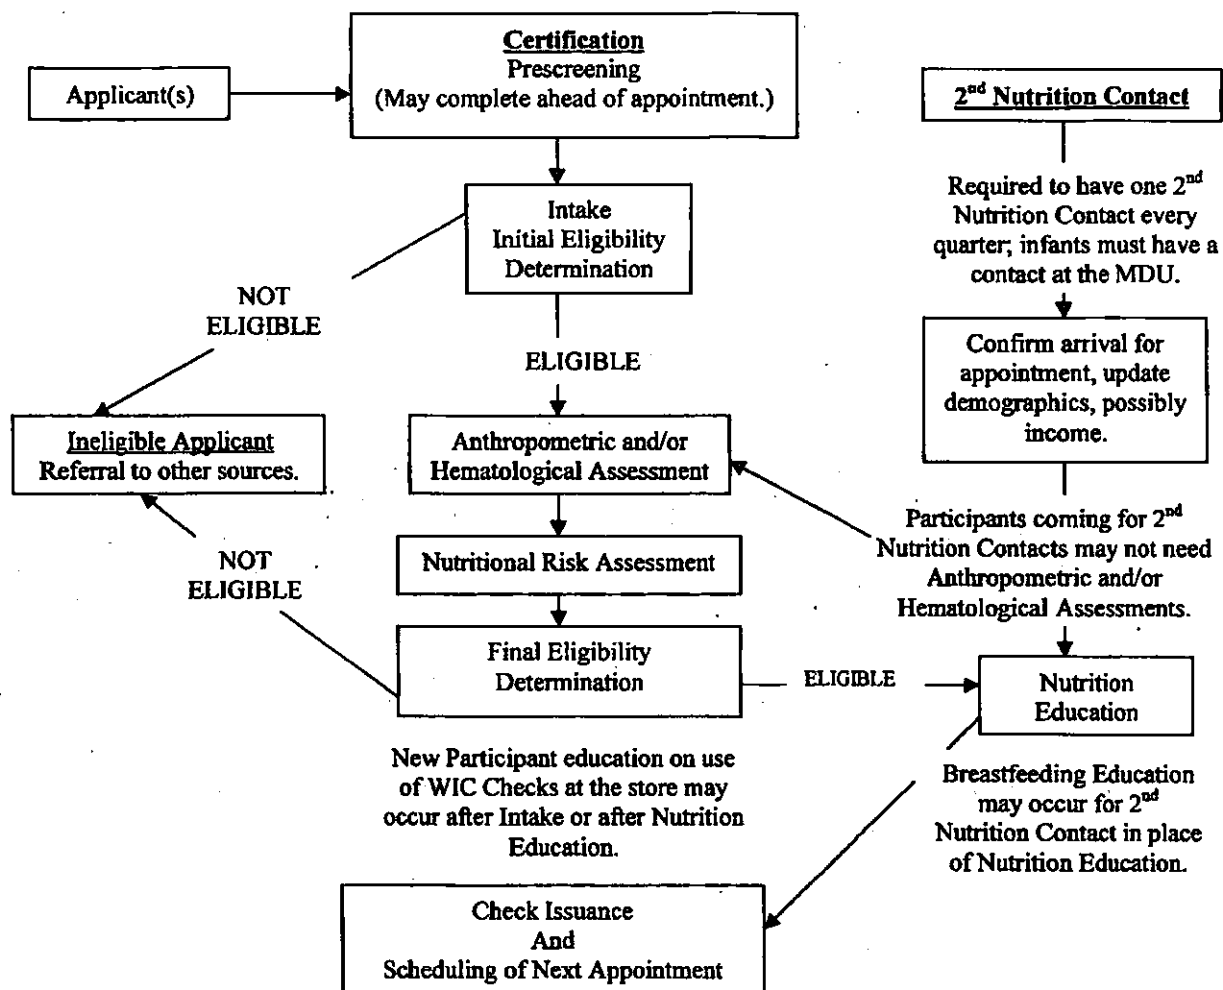 Applicant(s)
Certification
Prescreening
(May complete ahead of appointment.)
2nd Nutrition Contact
Intake
Initial Eligibility
Determination
Required to have one 2nd
Nutrition Contact every
quarter; infants must have a
contact at the MDU.
NOT
ELIGIBLE
ELIGIBLE
Confirm arrival for
appointment, update
demographics, possibly
income.
Ineligible Applicant
Referral to other sources.
Anthropometric and/or
Hematological Assessment
Participants coming for 2nd
Nutrition Contacts may not need
Anthropometric and/or
Hematological Assessments.
NOT
ELIGIBLE
Nutritional Risk Assessment
Final Eligibility
Determination
ELIGIBLE
Nutrition
Education
New Participant education on use
of WIC Checks at the store may
occur after Intake or after Nutrition
Education.
Breastfeeding Education
may occur for 2nd
Nutrition Contact in place
of Nutrition Education.
Check Issuance
And
Scheduling of Next Appointment